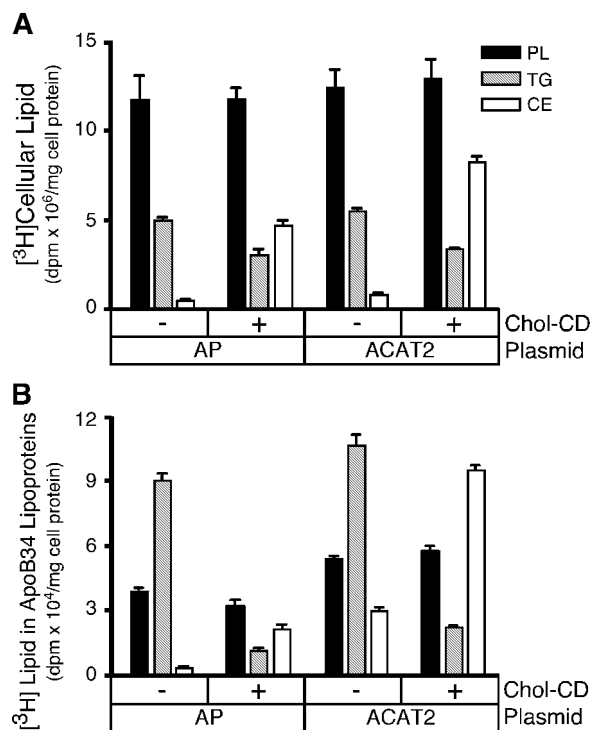 A
[³H]Cellular Lipid
(dpm x 10⁶/mg cell protein)
15
10
5
0
PL
TG
CE
- + - + Chol-CD
AP ACAT2 Plasmid
B
[³H] Lipid in ApoB34 Lipoproteins
(dpm x 10⁴/mg cell protein)
12
9
6
3
0
- + - + Chol-CD
AP ACAT2 Plasmid